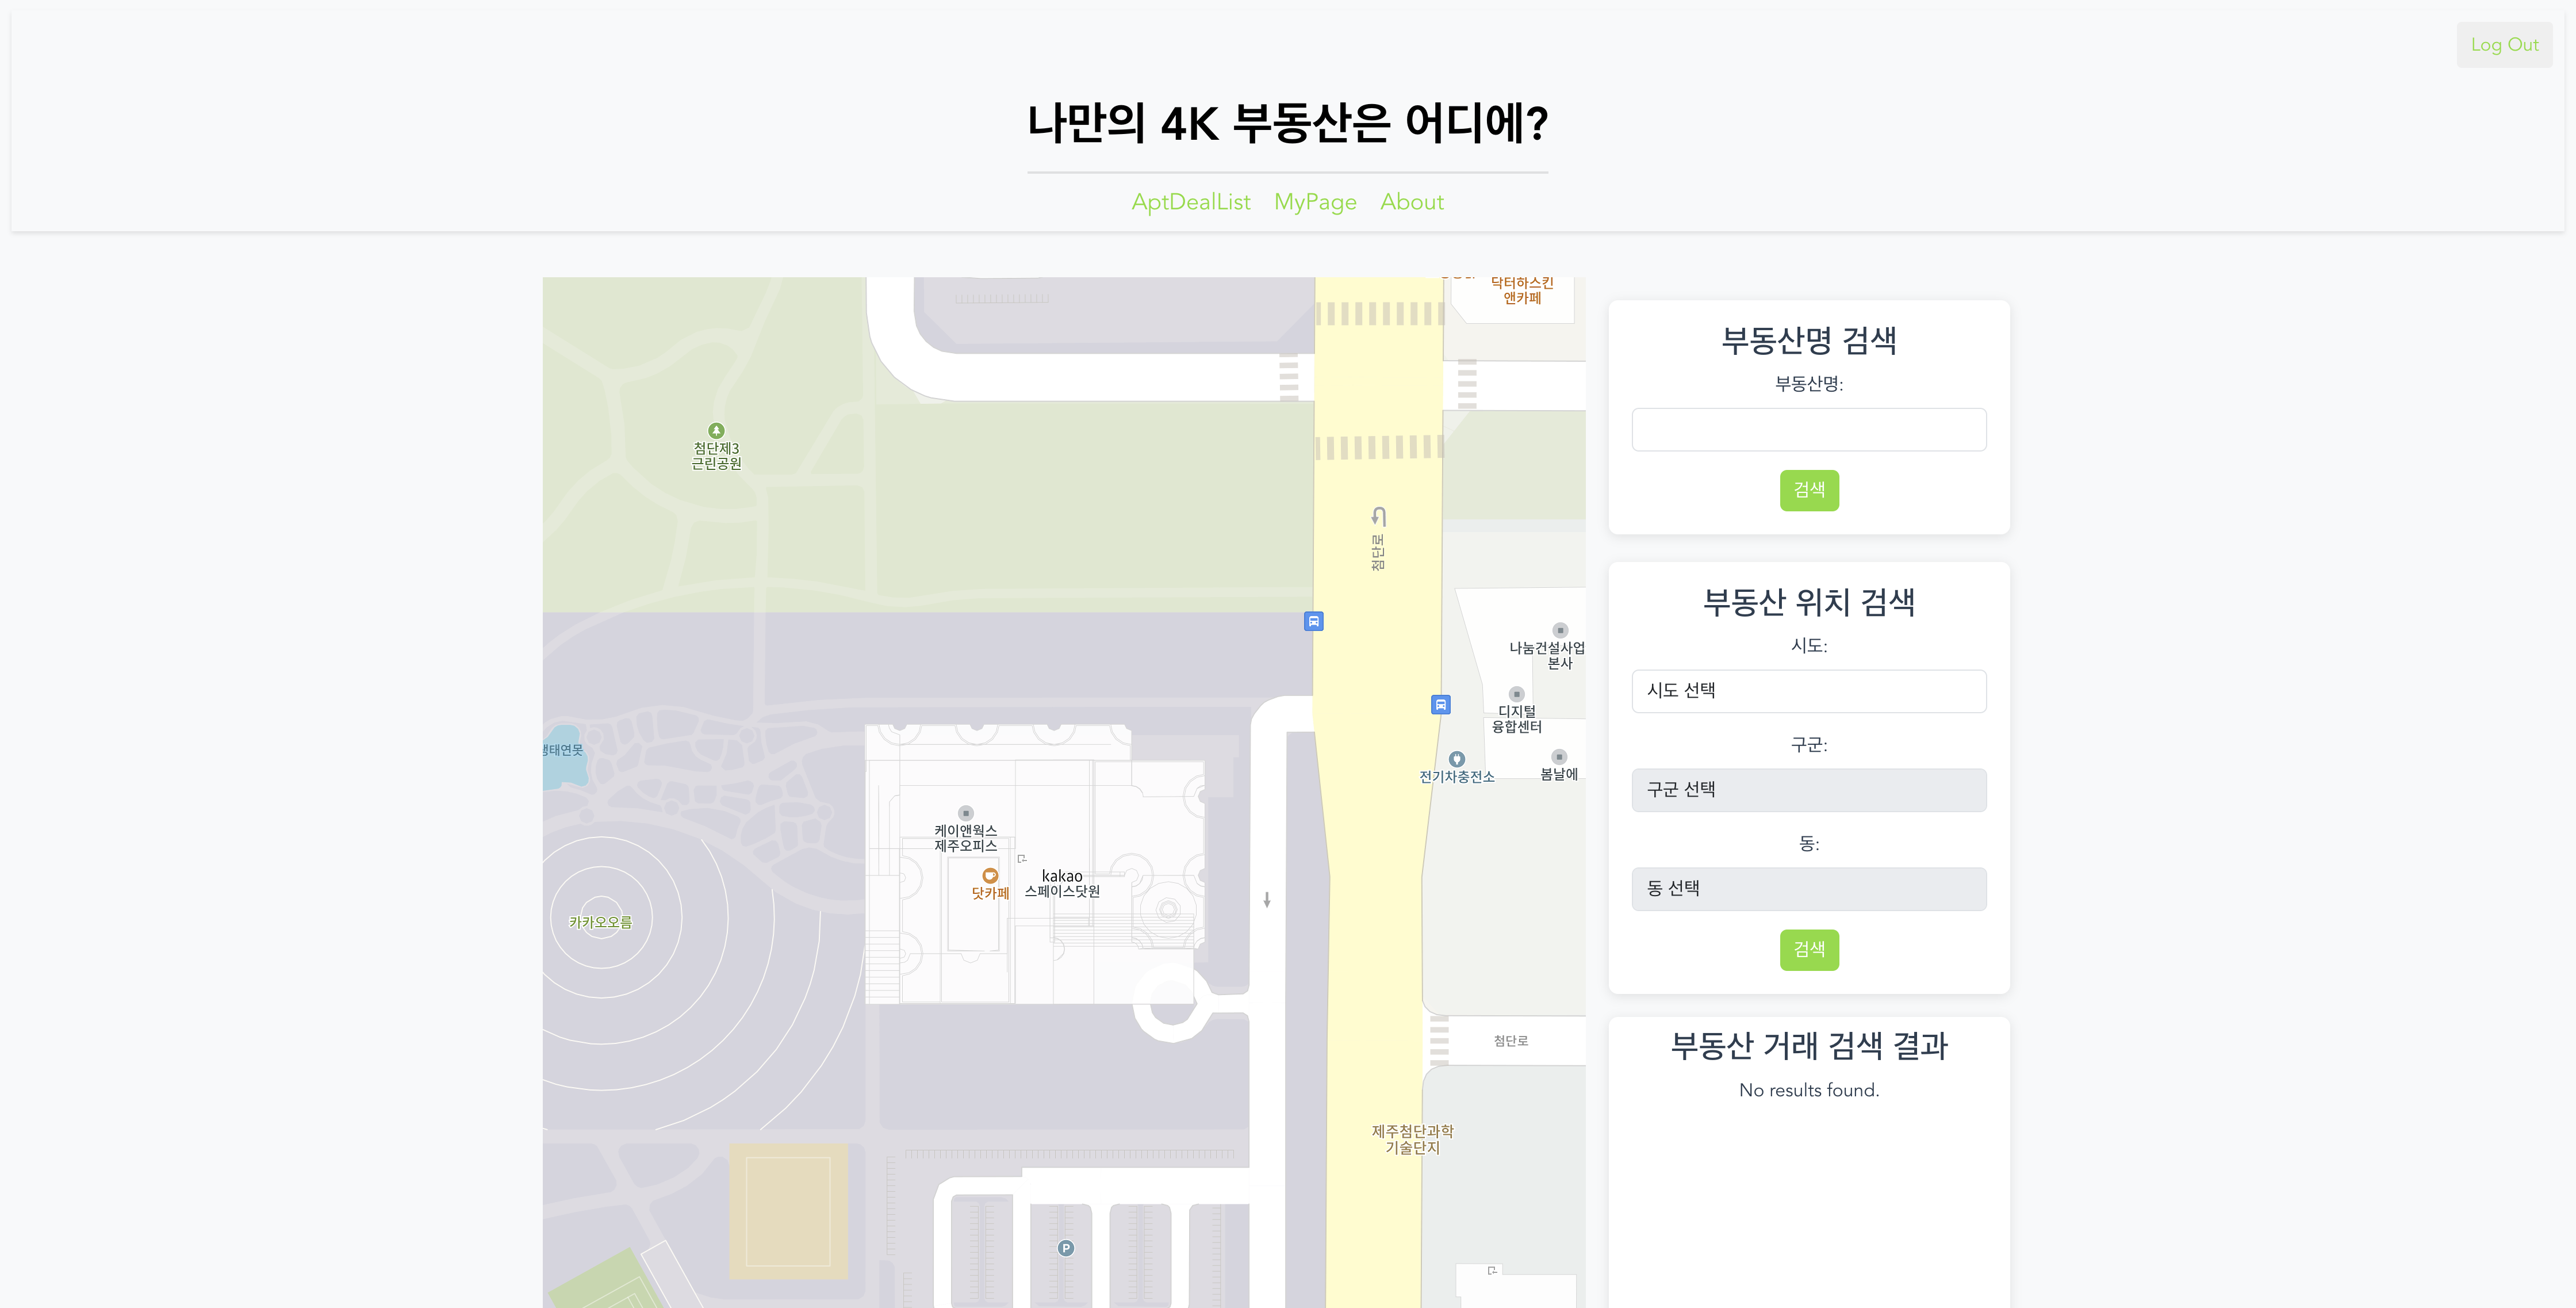 Log Out
나만의 4K 부동산은 어디에?
AptDealList MyPage About
닥터하스킨
앤카페
첨단제3
근린공원
첨단로
나눔건설사업
본사
디지털
융합센터
전기차충전소
봄날에
생태연못
케이앤웍스
제주오피스
닷카페
kakao
스페이스닷원
카카오오름
첨단로
제주첨단과학
기술단지
P
부동산명 검색
부동산명:
검색
부동산 위치 검색
시도:
시도 선택
구군:
구군 선택
동:
동 선택
검색
부동산 거래 검색 결과
No results found.